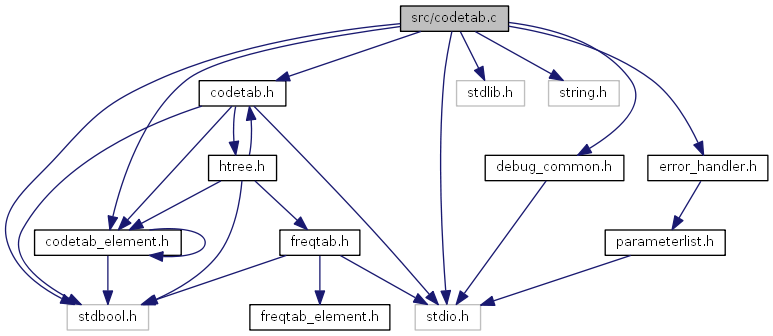 src/codetab.c
codetab.h
stdlib.h
string.h
htree.h
debug_common.h
error_handler.h
codetab_element.h
freqtab.h
parameterlist.h
stdbool.h
freqtab_element.h
stdio.h